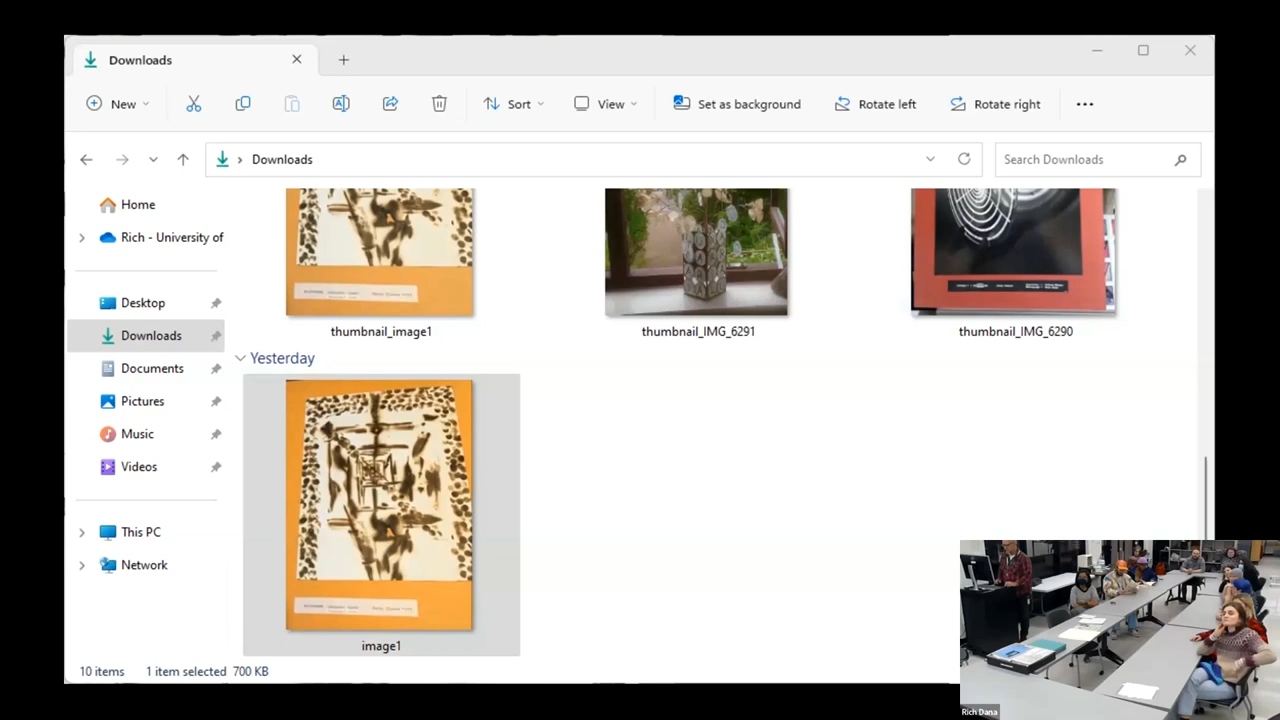 Downloads
New
Sort
View
Set as background
Rotate left
Rotate right
Downloads
Search Downloads
Home
Rich - University of
Desktop
Downloads
Documents
Pictures
Music
Videos
This PC
Network
thumbnail_image1
thumbnail_IMG_6291
thumbnail_IMG_6290
Yesterday
image1
10 items 1 item selected 700 KB
Rich Dana